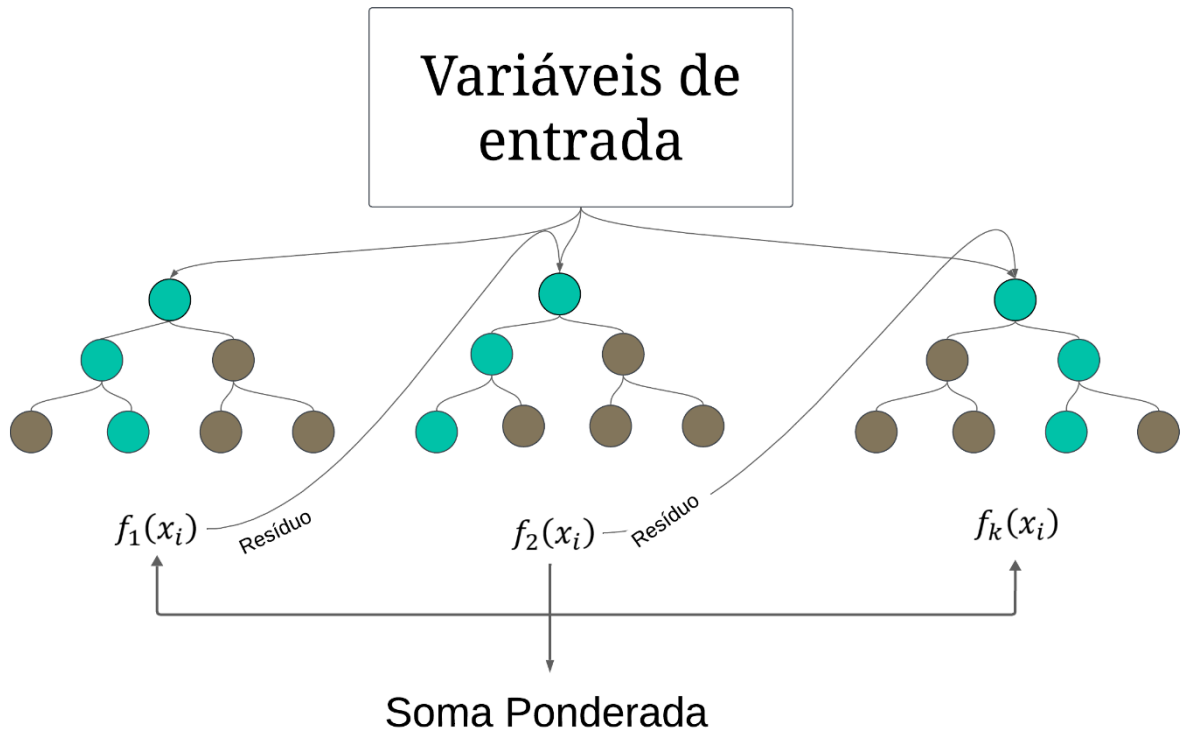 Variáveis de
entrada
f₁(xᵢ)
Resíduo
f₂(xᵢ)
Resíduo
fₖ(xᵢ)
Soma Ponderada